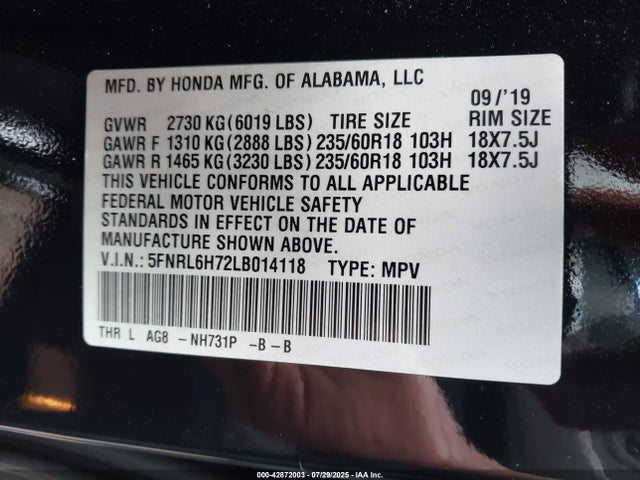 MFD. BY HONDA MFG. OF ALABAMA, LLC
09/'19
GVWR 2730 KG(6019 LBS) TIRE SIZE RIM SIZE
GAWR F 1310 KG(2888 LBS) 235/60R18 103H 18X7.5J
GAWR R 1465 KG(3230 LBS) 235/60R18 103H 18X7.5J
THIS VEHICLE CONFORMS TO ALL APPLICABLE
FEDERAL MOTOR VEHICLE SAFETY
STANDARDS IN EFFECT ON THE DATE OF
MANUFACTURE SHOWN ABOVE.
V.I.N.: 5FNRL6H72LB014118 TYPE: MPV
THR L AG8 - NH731P -B - B
000-42872003 - 07/29/2025 - IAA Inc.